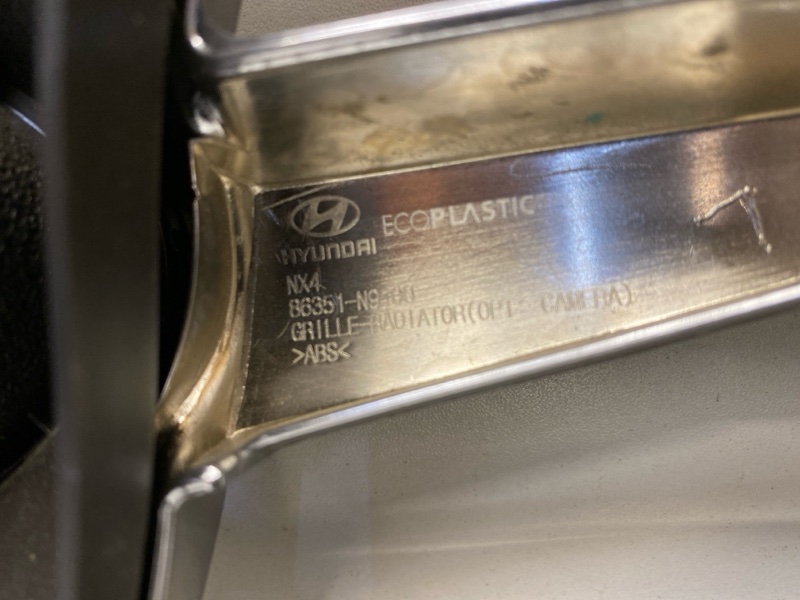 ECOPLASTIC
HYUNDAI
NX4
GRILLE-RADIATOR(OPT- CAMERA)
>ABS<